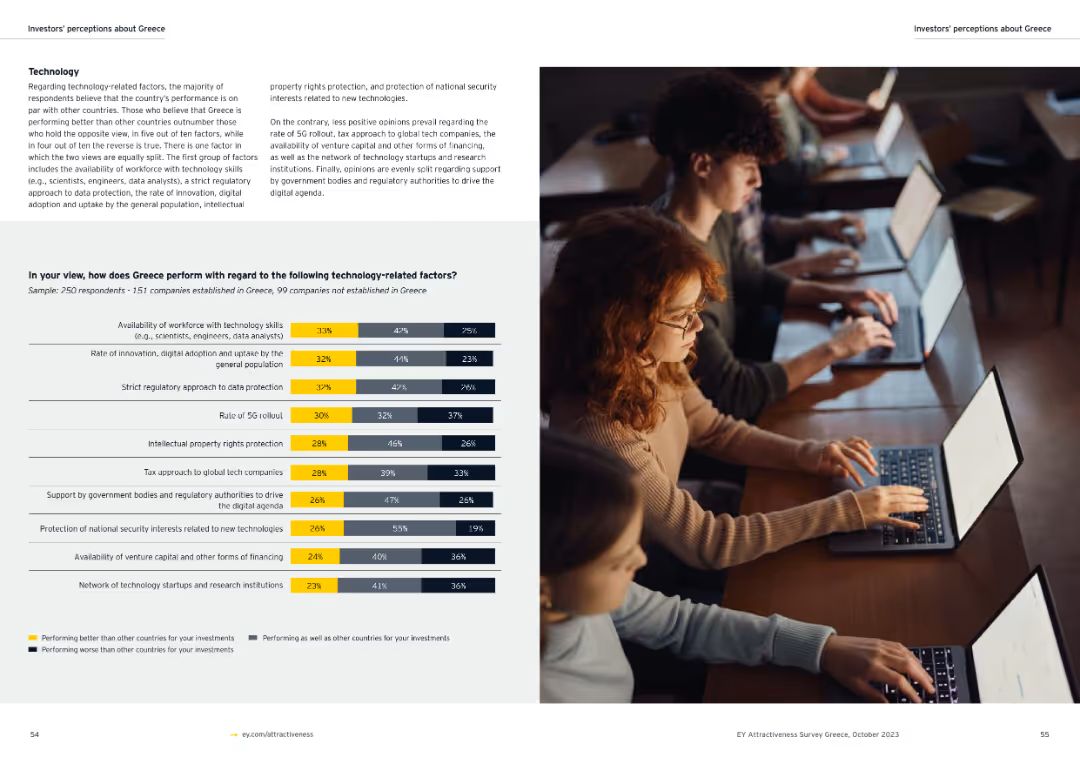 Investors' perceptions about Greece
Investors' perceptions about Greece
Technology
Regarding technology-related factors, the majority of
respondents believe that the country's performance is on
par with other countries. Those who believe that Greece is
performing better than other countries outnumber those
who hold the opposite view, in five out of ten factors, while
in four out of ten the reverse is true. There is one factor in
which the two views are equally split. The first group of factors
includes the availability of workforce with technology skills
(e.g., scientists, engineers, data analysts), a strict regulatory
approach to data protection, the rate of innovation, digital
adoption and uptake by the general population, intellectual
property rights protection, and protection of national security
interests related to new technologies.
On the contrary, less positive opinions prevail regarding the
rate of 5G rollout, tax approach to global tech companies, the
availability of venture capital and other forms of financing,
as well as the network of technology startups and research
institutions. Finally, opinions are evenly split regarding support
by government bodies and regulatory authorities to drive the
digital agenda.
In your view, how does Greece perform with regard to the following technology-related factors?
Sample: 250 respondents - 151 companies established in Greece, 99 companies not established in Greece
Availability of workforce with technology skills
(e.g., scientists, engineers, data analysts)
33% 42% 25%
Rate of innovation, digital adoption and uptake by the
general population
32% 44% 23%
Strict regulatory approach to data protection
32% 42% 26%
Rate of 5G rollout
30% 32% 37%
Intellectual property rights protection
28% 46% 26%
Tax approach to global tech companies
28% 39% 33%
Support by government bodies and regulatory authorities to drive
the digital agenda
26% 47% 26%
Protection of national security interests related to new technologies
26% 55% 19%
Availability of venture capital and other forms of financing
24% 40% 36%
Network of technology startups and research institutions
23% 41% 36%
Performing better than other countries for your investments
Performing as well as other countries for your investments
Performing worse than other countries for your investments
54
ey.com/attractiveness
EY Attractiveness Survey Greece, October 2023
55